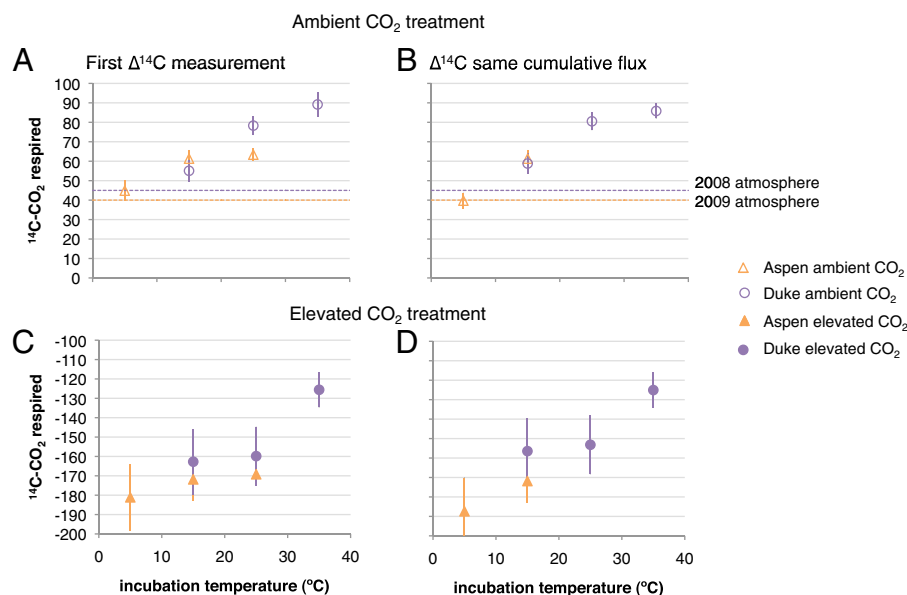 Ambient CO₂ treatment
A
First Δ¹⁴C measurement
B
Δ¹⁴C same cumulative flux
100
90
80
70
60
50
40
30
20
10
0
¹⁴C-CO₂ respired
2008 atmosphere
2009 atmosphere
Aspen ambient CO₂
Duke ambient CO₂
Aspen elevated CO₂
Duke elevated CO₂
Elevated CO₂ treatment
C
D
-100
-110
-120
-130
-140
-150
-160
-170
-180
-190
-200
¹⁴C-CO₂ respired
0 10 20 30 40
0 10 20 30 40
incubation temperature (°C)
incubation temperature (°C)